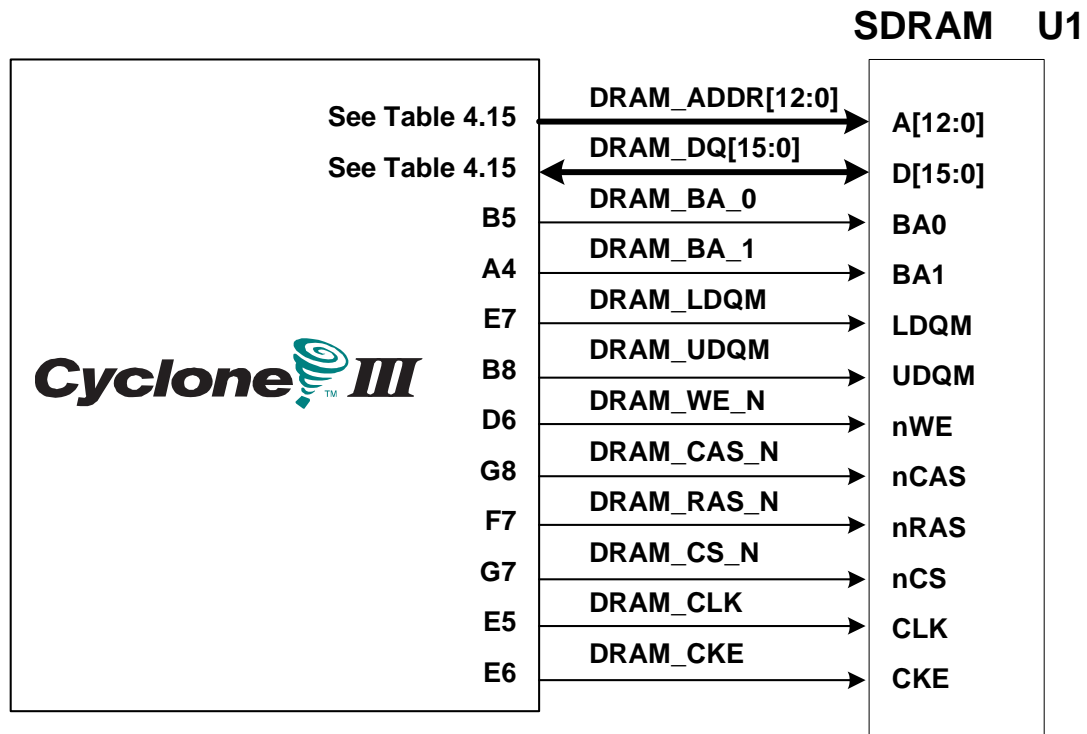 SDRAM U1
See Table 4.15 DRAM_ADDR[12:0] A[12:0]
See Table 4.15 DRAM_DQ[15:0] D[15:0]
B5 DRAM_BA_0 BA0
A4 DRAM_BA_1 BA1
E7 DRAM_LDQM LDQM
B8 DRAM_UDQM UDQM
Cyclone III TM
D6 DRAM_WE_N nWE
G8 DRAM_CAS_N nCAS
F7 DRAM_RAS_N nRAS
G7 DRAM_CS_N nCS
E5 DRAM_CLK CLK
E6 DRAM_CKE CKE